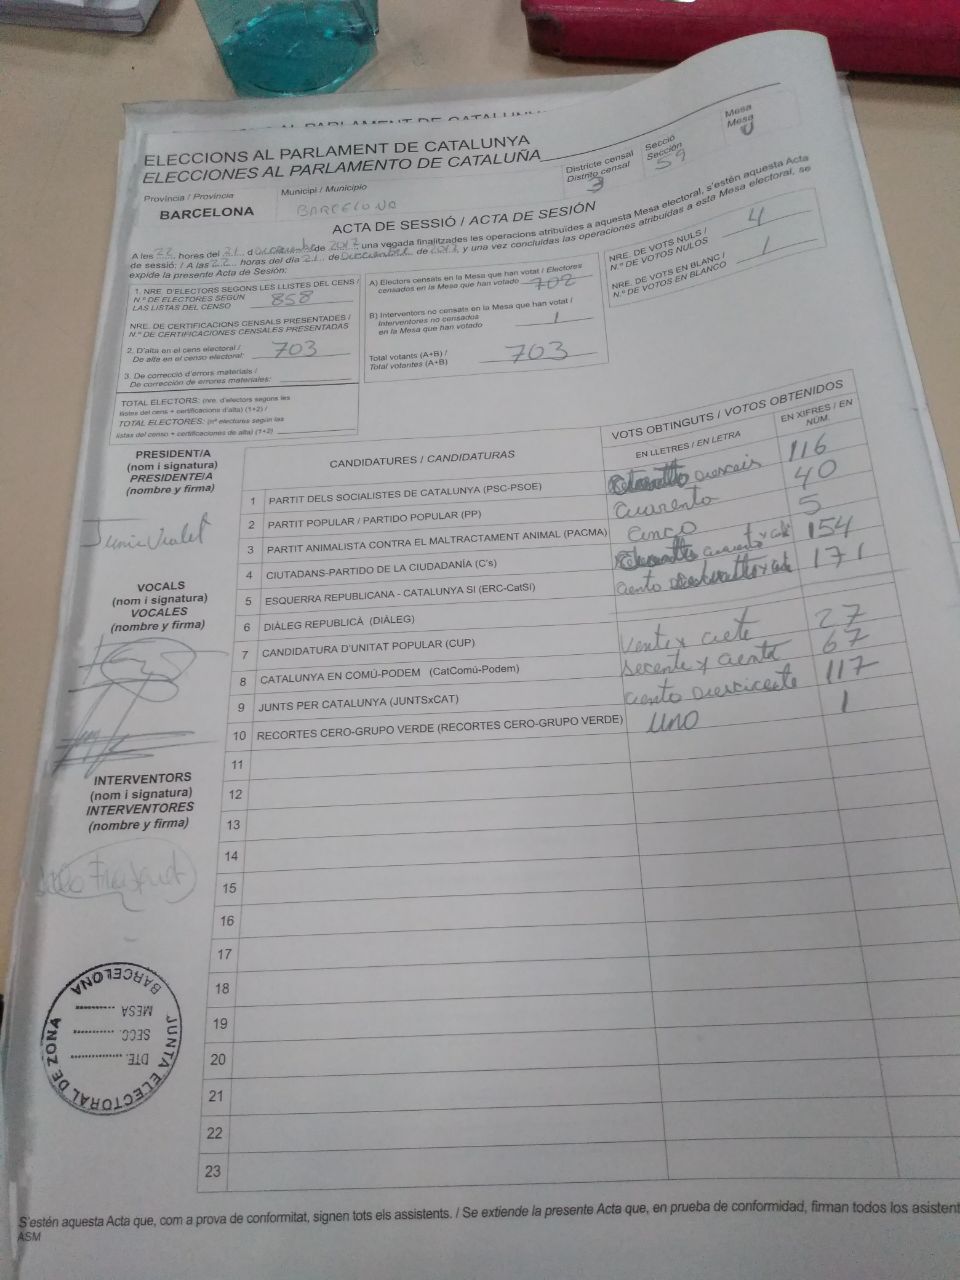 ELECCIONS AL PARLAMENT DE CATALUNYA
ELECCIONES AL PARLAMENTO DE CATALUÑA
Districte censal
Distrito censal
3
Secció
Sección
59
Mesa
Mesa
U
Província / Provincia
BARCELONA
Municipi / Municipio
BARCELONA
ACTA DE SESSIÓ / ACTA DE SESIÓN
A les 22 hores del 21 d Diciembre de 2017, una vegada finalitzades les operacions atribuïdes a aquesta Mesa electoral, s'estén aquesta Acta
de sessió: / A las 22 horas del día 21 de Diciembre de 2017, y una vez concluidas las operaciones atribuidas a esta Mesa electoral, se
expide la presente Acta de Sesión:
1. NRE. D'ELECTORS SEGONS LES LLISTES DEL CENS /
N.º DE ELECTORES SEGÚN
LAS LISTAS DEL CENSO 858
NRE. DE CERTIFICACIONS CENSALS PRESENTADES /
N.º DE CERTIFICACIONES CENSALES PRESENTADAS
2. D'alta en el cens electoral /
De alta en el censo electoral: 703
3. De correcció d'errors materials /
De corrección de errores materiales:
TOTAL ELECTORS: (nre. d'electors segons les
llistes del cens + certificacions d'alta) (1+2) /
TOTAL ELECTORES: (nº electores según las
listas del censo + certificaciones de alta) (1+2)
A) Electors censats en la Mesa que han votat / Electores
censados en la Mesa que han votado 702
B) Interventors no censats en la Mesa que han votat /
Interventores no censados
en la Mesa que han votado 1
Total votants (A+B) /
Total votantes (A+B) 703
NRE. DE VOTS NULS /
N.º DE VOTOS NULOS 4
NRE. DE VOTS EN BLANC /
N.º DE VOTOS EN BLANCO 1
PRESIDENT/A
(nom i signatura)
PRESIDENTE/A
(nombre y firma)
VOCALS
(nom i signatura)
VOCALES
(nombre y firma)
INTERVENTORS
(nom i signatura)
INTERVENTORES
(nombre y firma)
CANDIDATURES / CANDIDATURAS
VOTS OBTINGUTS / VOTOS OBTENIDOS
EN LLETRES / EN LETRA
EN XIFRES / EN
NUM.
1 PARTIT DELS SOCIALISTES DE CATALUNYA (PSC-PSOE) 116
2 PARTIT POPULAR / PARTIDO POPULAR (PP) Cuarenta 40
3 PARTIT ANIMALISTA CONTRA EL MALTRACTAMENT ANIMAL (PACMA) Cinco 5
4 CIUTADANS-PARTIDO DE LA CIUDADANÍA (C's) 154
5 ESQUERRA REPUBLICANA - CATALUNYA SI (ERC-CatSí) Ciento 171
6 DIÀLEG REPUBLICÀ (DIÀLEG)
7 CANDIDATURA D'UNITAT POPULAR (CUP) 27
8 CATALUNYA EN COMÚ-PODEM (CatComú-Podem) 67
9 JUNTS PER CATALUNYA (JUNTSxCAT) Ciento 117
10 RECORTES CERO-GRUPO VERDE (RECORTES CERO-GRUPO VERDE) uno 1
11
12
13
14
15
16
17
18
19
20
21
22
23
JUNTA ELECTORAL DE ZONA
BARCELONA
DTE.
SECC.
MESA
S'estén aquesta Acta que, com a prova de conformitat, signen tots els assistents. / Se extiende la presente Acta que, en prueba de conformidad, firman todos los asistent
ASM